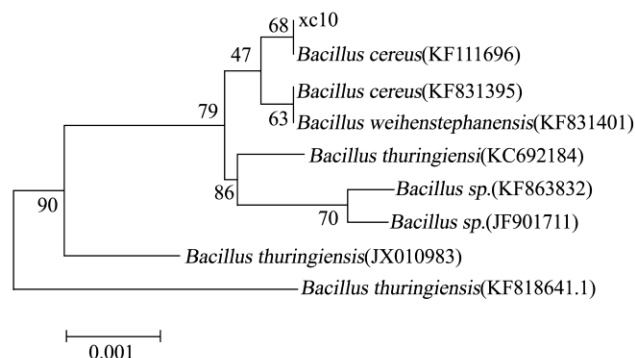 68
xc10
47
Bacillus cereus(KF111696)
Bacillus cereus(KF831395)
79
63
Bacillus weihenstephanensis(KF831401)
Bacillus thuringiensi(KC692184)
86
Bacillus sp.(KF863832)
90
70
Bacillus sp.(JF901711)
Bacillus thuringiensis(JX010983)
Bacillus thuringiensis(KF818641.1)
0.001